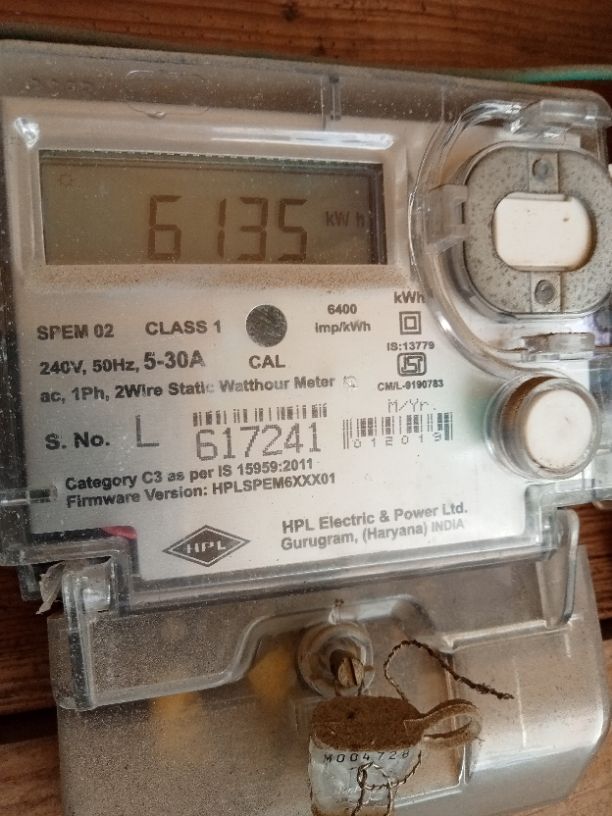 6135 kWh
SPEM 02 CLASS 1 6400 imp/kWh kWh
240V, 50Hz, 5-30A CAL IS:13779
ac, 1Ph, 2Wire Static Watthour Meter CM/L-9190783
M/Yr.
S. No. L 617241 012019
Category C3 as per IS 15959:2011
Firmware Version: HPLSPEM6XXX01
HPL
HPL Electric & Power Ltd.
Gurugram, (Haryana) INDIA
M004728